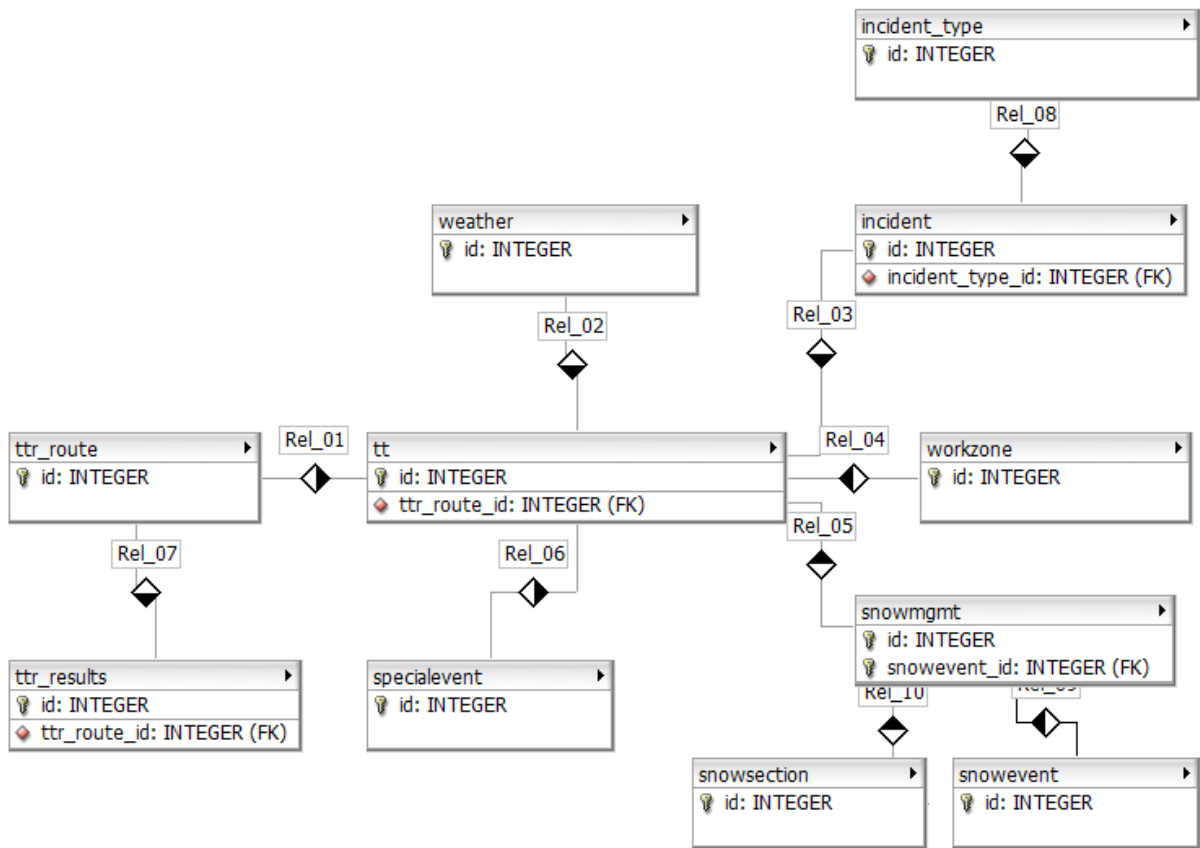 incident_type
id: INTEGER
Rel_08
weather
id: INTEGER
incident
id: INTEGER
incident_type_id: INTEGER (FK)
Rel_02
Rel_03
ttr_route
id: INTEGER
Rel_01
tt
id: INTEGER
ttr_route_id: INTEGER (FK)
Rel_04
workzone
id: INTEGER
Rel_07
Rel_06
Rel_05
snowmgmt
id: INTEGER
snowevent_id: INTEGER (FK)
ttr_results
id: INTEGER
ttr_route_id: INTEGER (FK)
specialevent
id: INTEGER
Rel_10
Rel_09
snowsection
id: INTEGER
snowevent
id: INTEGER